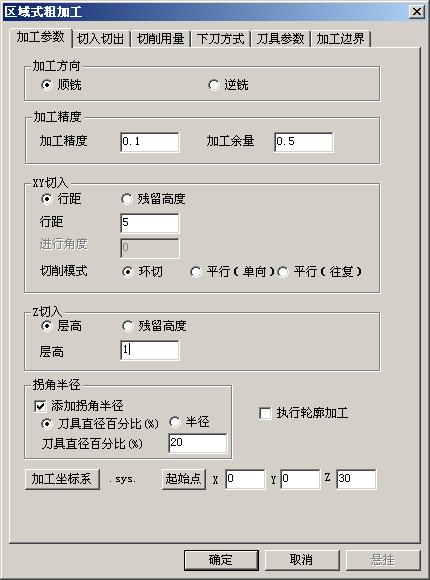 区域式粗加工
加工参数 切入切出 切削用量 下刀方式 刀具参数 加工边界
加工方向
顺铣 逆铣
加工精度
加工精度 0.1 加工余量 0.5
XY切入
行距 残留高度
行距 5
进行角度 0
切削模式 环切 平行(单向) 平行(往复)
Z切入
层高 残留高度
层高 1
拐角半径
添加拐角半径
执行轮廓加工
刀具直径百分比(%) 半径
刀具直径百分比(%) 20
加工坐标系 .sys. 起始点 X 0 Y 0 Z 30
确定 取消 悬挂